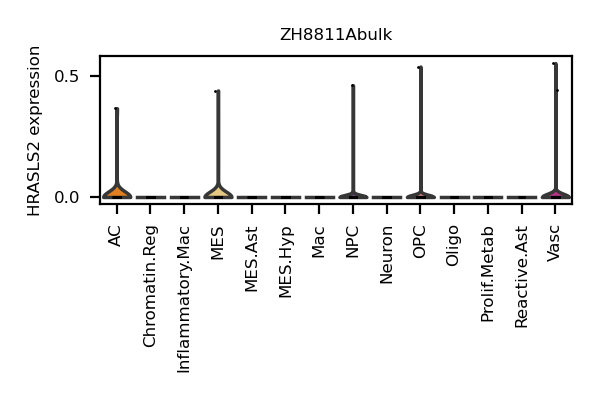 ZH8811Abulk
HRASLS2 expression
0.5
0.0
AC
Chromatin.Reg
Inflammatory.Mac
MES
MES.Ast
MES.Hyp
Mac
NPC
Neuron
OPC
Oligo
Prolif.Metab
Reactive.Ast
Vasc